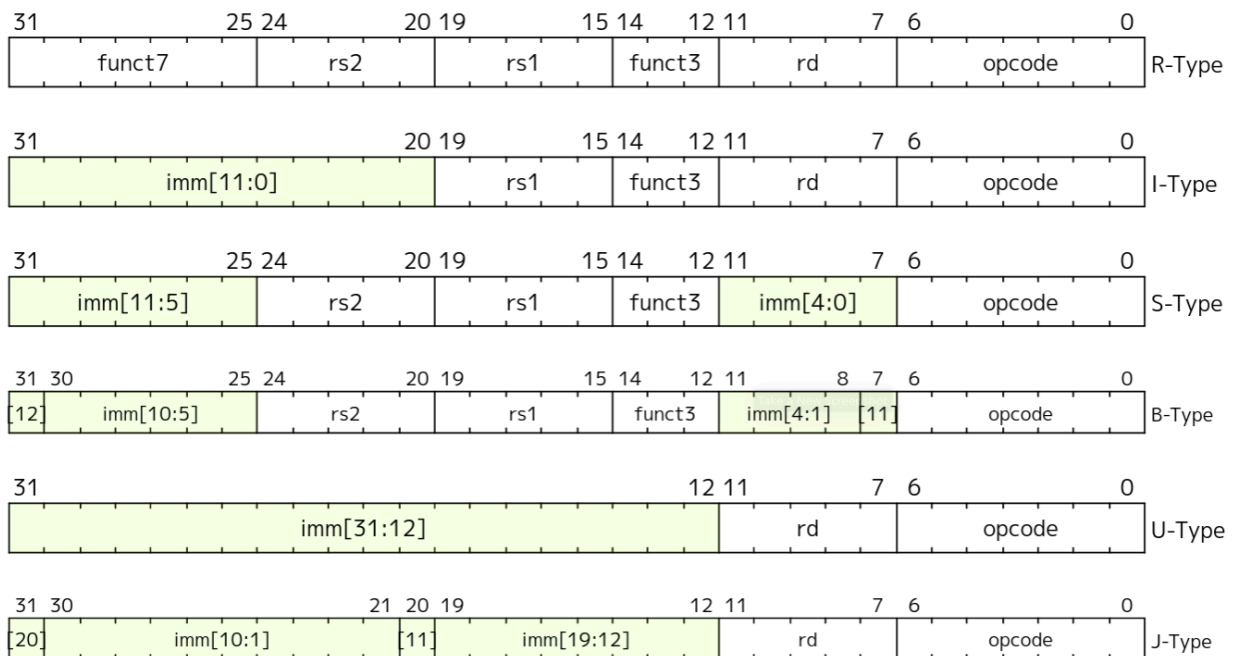 31 25 24 20 19 15 14 12 11 7 6 0
funct7 rs2 rs1 funct3 rd opcode R-Type
31 20 19 15 14 12 11 7 6 0
imm[11:0] rs1 funct3 rd opcode I-Type
31 25 24 20 19 15 14 12 11 7 6 0
imm[11:5] rs2 rs1 funct3 imm[4:0] opcode S-Type
31 30 25 24 20 19 15 14 12 11 8 7 6 0
[12] imm[10:5] rs2 rs1 funct3 imm[4:1] [11] opcode B-Type
31 12 11 7 6 0
imm[31:12] rd opcode U-Type
31 30 21 20 19 12 11 7 6 0
[20] imm[10:1] [11] imm[19:12] rd opcode J-Type